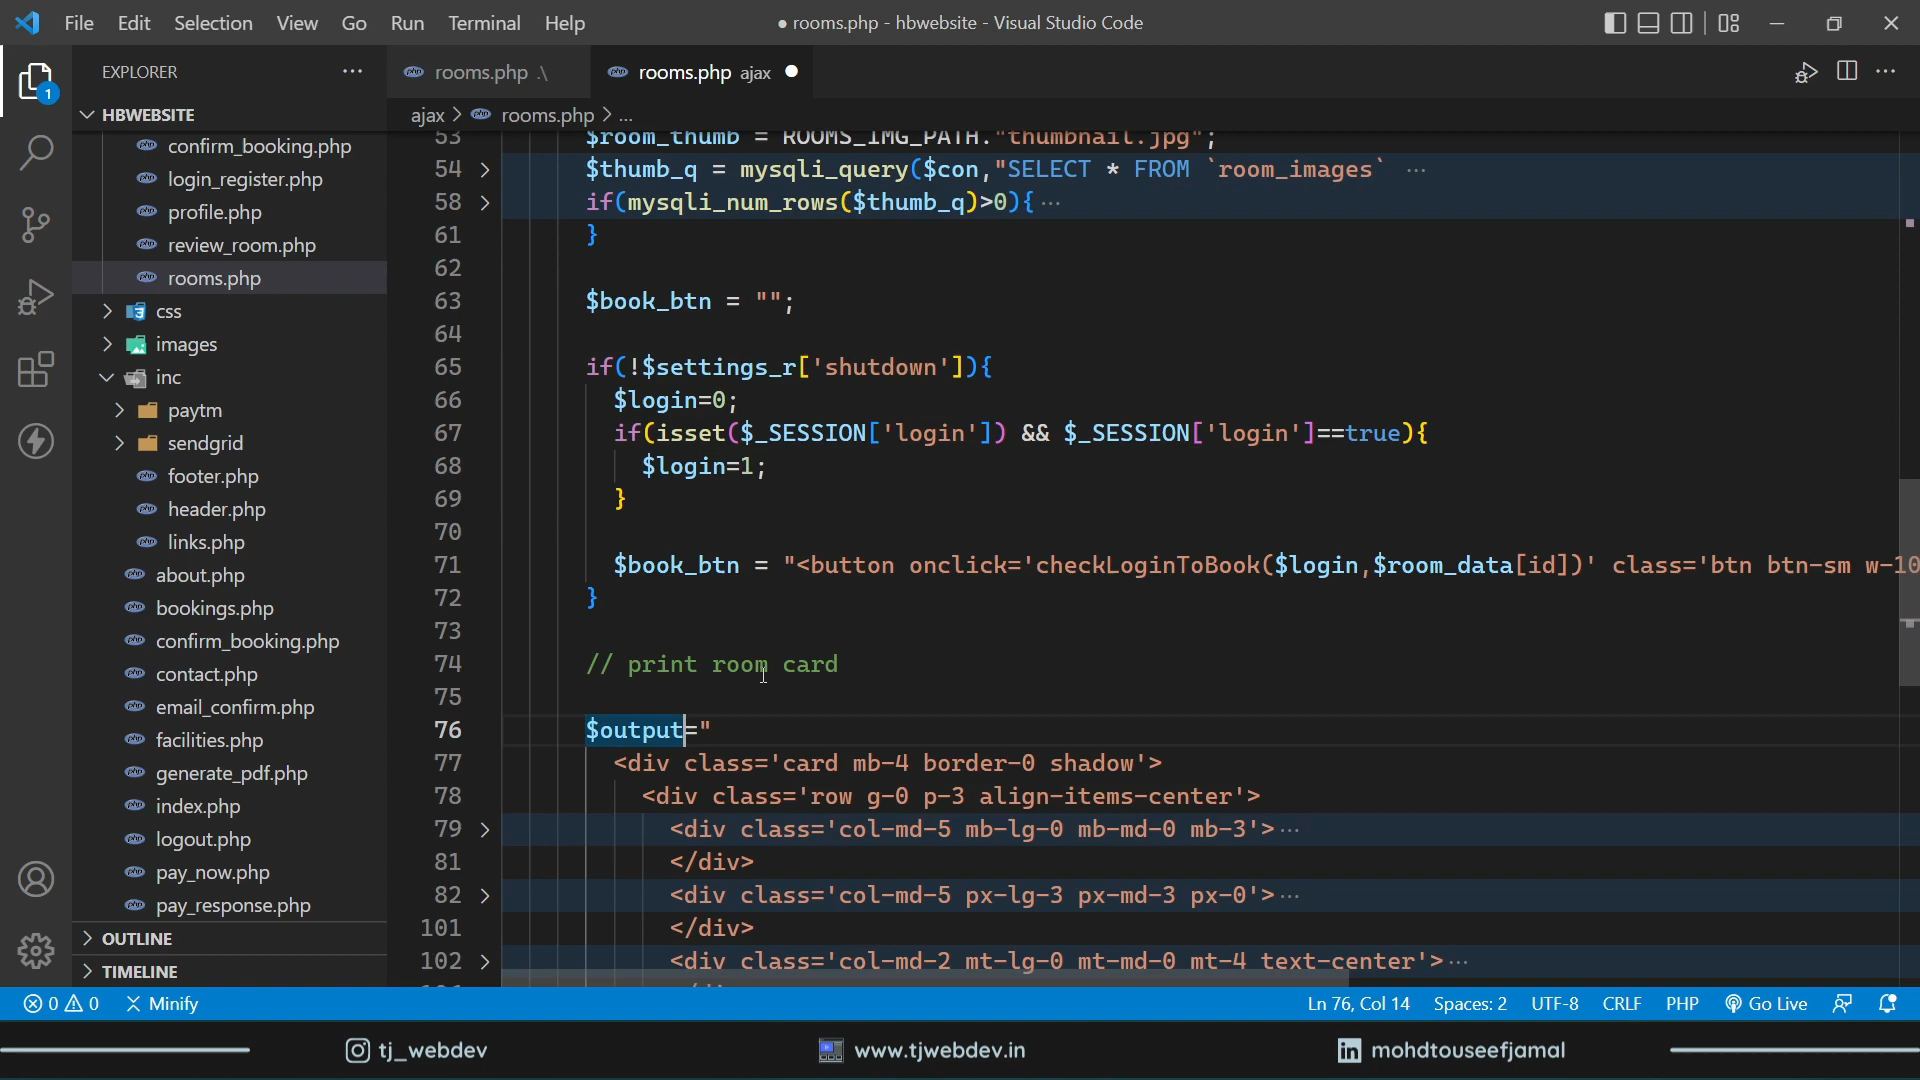 File Edit Selection View Go Run Terminal Help
● rooms.php - hbwebsite - Visual Studio Code
EXPLORER
rooms.php .\
rooms.php ajax
HBWEBSITE
ajax > rooms.php > ...
1
confirm_booking.php
login_register.php
profile.php
review_room.php
rooms.php
css
images
inc
paytm
sendgrid
footer.php
header.php
links.php
about.php
bookings.php
confirm_booking.php
contact.php
email_confirm.php
facilities.php
generate_pdf.php
index.php
logout.php
pay_now.php
pay_response.php
OUTLINE
TIMELINE
53 $room_thumb = ROOMS_IMG_PATH."thumbnail.jpg";
54 $thumb_q = mysqli_query($con,"SELECT * FROM `room_images` ...
58 if(mysqli_num_rows($thumb_q)>0){ ...
61 }
62
63 $book_btn = "";
64
65 if(!$settings_r['shutdown']){
66 $login=0;
67 if(isset($_SESSION['login']) && $_SESSION['login']==true){
68 $login=1;
69 }
70
71 $book_btn = "<button onclick='checkLoginToBook($login,$room_data[id])' class='btn btn-sm w-10
72 }
73
74 // print room card
75
76 $output="
77 <div class='card mb-4 border-0 shadow'>
78 <div class='row g-0 p-3 align-items-center'>
79 <div class='col-md-5 mb-lg-0 mb-md-0 mb-3'> ...
81 </div>
82 <div class='col-md-5 px-lg-3 px-md-3 px-0'> ...
101 </div>
102 <div class='col-md-2 mt-lg-0 mt-md-0 mt-4 text-center'> ...
0 0 Minify
Ln 76, Col 14 Spaces: 2 UTF-8 CRLF PHP Go Live
tj_webdev
www.tjwebdev.in
mohdtouseefjamal